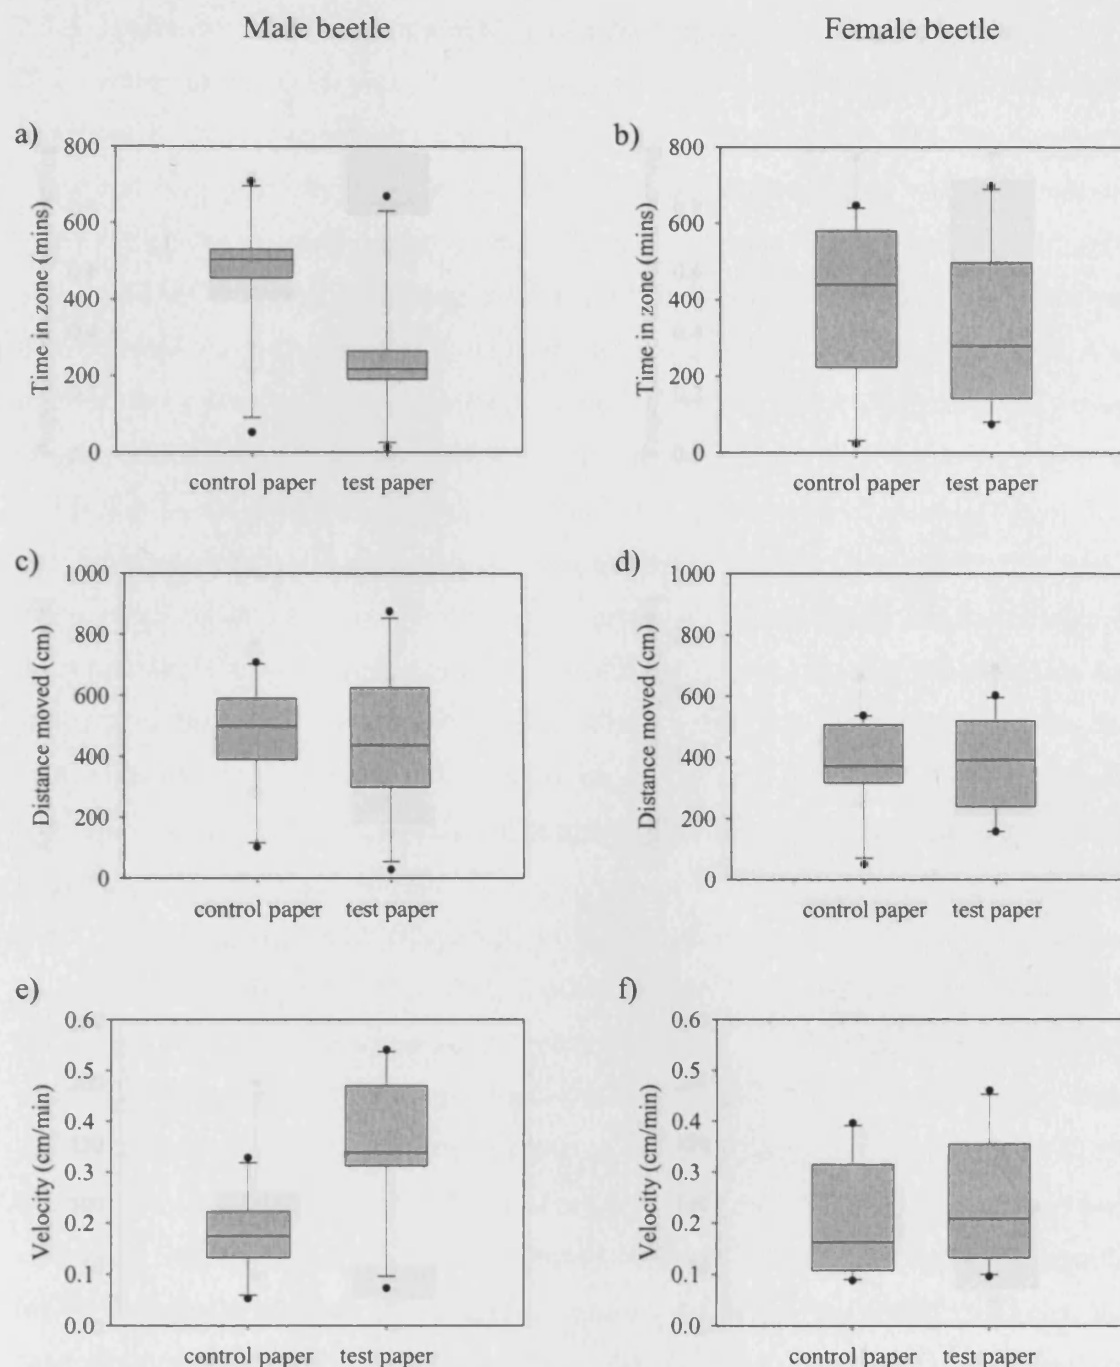 Male beetle
Female beetle
a)
b)
800
600
400
200
0
Time in zone (mins)
control paper
test paper
800
600
400
200
0
Time in zone (mins)
control paper
test paper
c)
d)
1000
800
600
400
200
0
Distance moved (cm)
control paper
test paper
1000
800
600
400
200
0
Distance moved (cm)
control paper
test paper
e)
f)
0.6
0.5
0.4
0.3
0.2
0.1
0.0
Velocity (cm/min)
control paper
test paper
0.6
0.5
0.4
0.3
0.2
0.1
0.0
Velocity (cm/min)
control paper
test paper